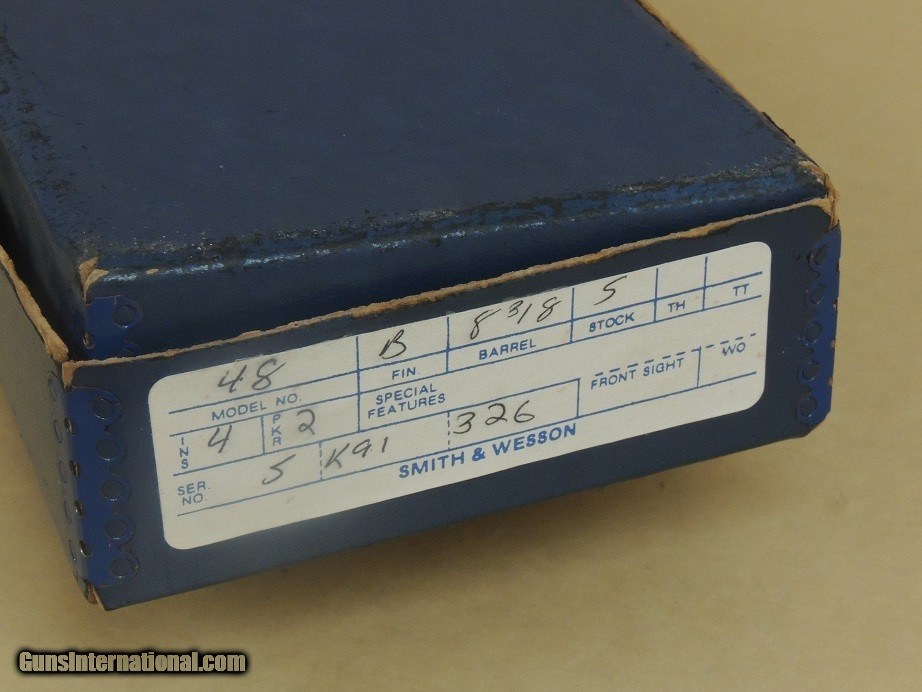 48 B 8 3/8 S
MODEL NO. FIN BARREL STOCK TH TT
INS 4 PKR 2 SPECIAL FEATURES FRONT SIGHT WO
SER. NO. 5 K91 326
SMITH & WESSON
GunsInternational.com